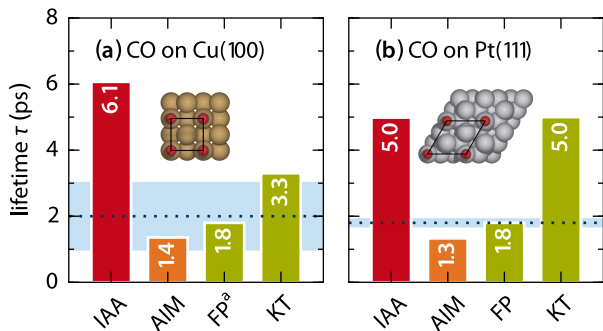 (a) CO on Cu(100)
(b) CO on Pt(111)
lifetime τ (ps)
8
6
4
2
0
6.1
1.4
1.8
3.3
5.0
1.3
1.8
5.0
IAA
AIM
FPᵃ
KT
IAA
AIM
FP
KT